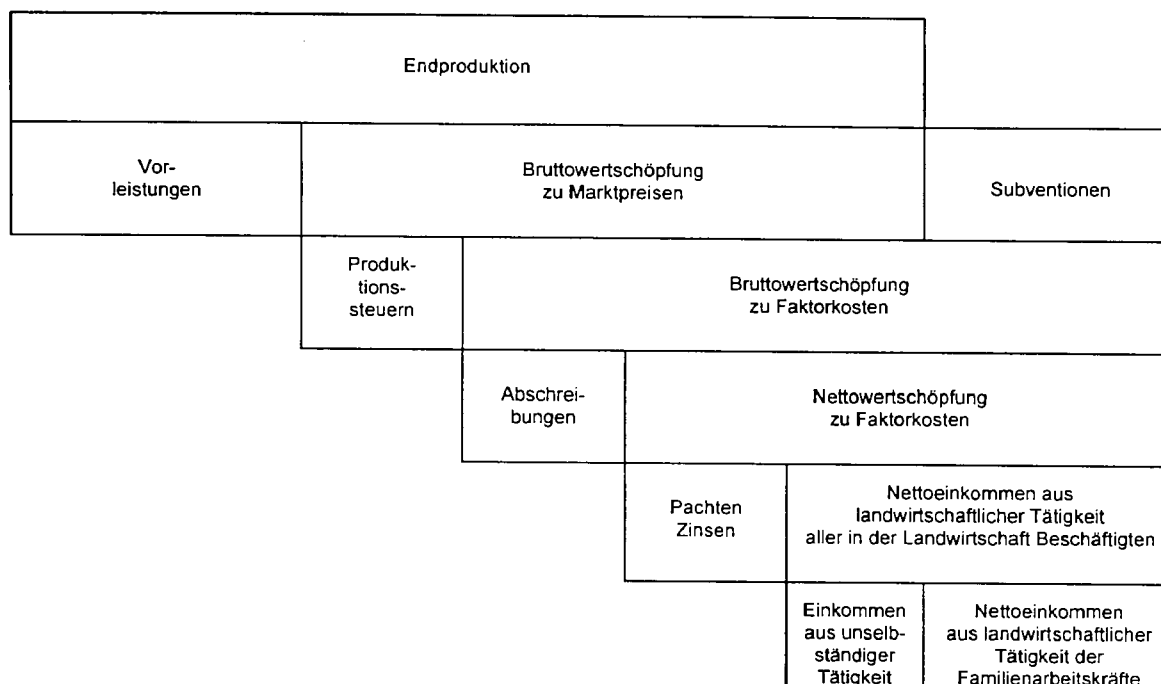 Endproduktion
Vor-
leistungen
Bruttowertschöpfung
zu Marktpreisen
Subventionen
Produk-
tions-
steuern
Bruttowertschöpfung
zu Faktorkosten
Abschrei-
bungen
Nettowertschöpfung
zu Faktorkosten
Pachten
Zinsen
Nettoeinkommen aus
landwirtschaftlicher Tätigkeit
aller in der Landwirtschaft Beschäftigten
Einkommen
aus unselb-
ständiger
Tätigkeit
Nettoeinkommen
aus landwirtschaftlicher
Tätigkeit der
Familienarbeitskräfte